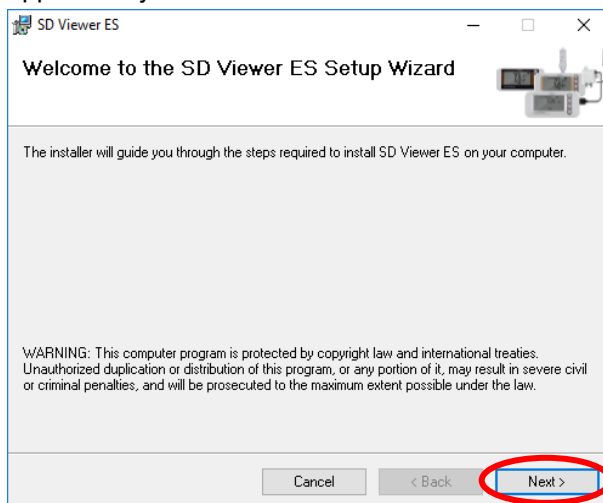 SD Viewer ES
Welcome to the SD Viewer ES Setup Wizard
The installer will guide you through the steps required to install SD Viewer ES on your computer.
WARNING: This computer program is protected by copyright law and international treaties.
Unauthorized duplication or distribution of this program, or any portion of it, may result in severe civil
or criminal penalties, and will be prosecuted to the maximum extent possible under the law.
Cancel
< Back
Next >